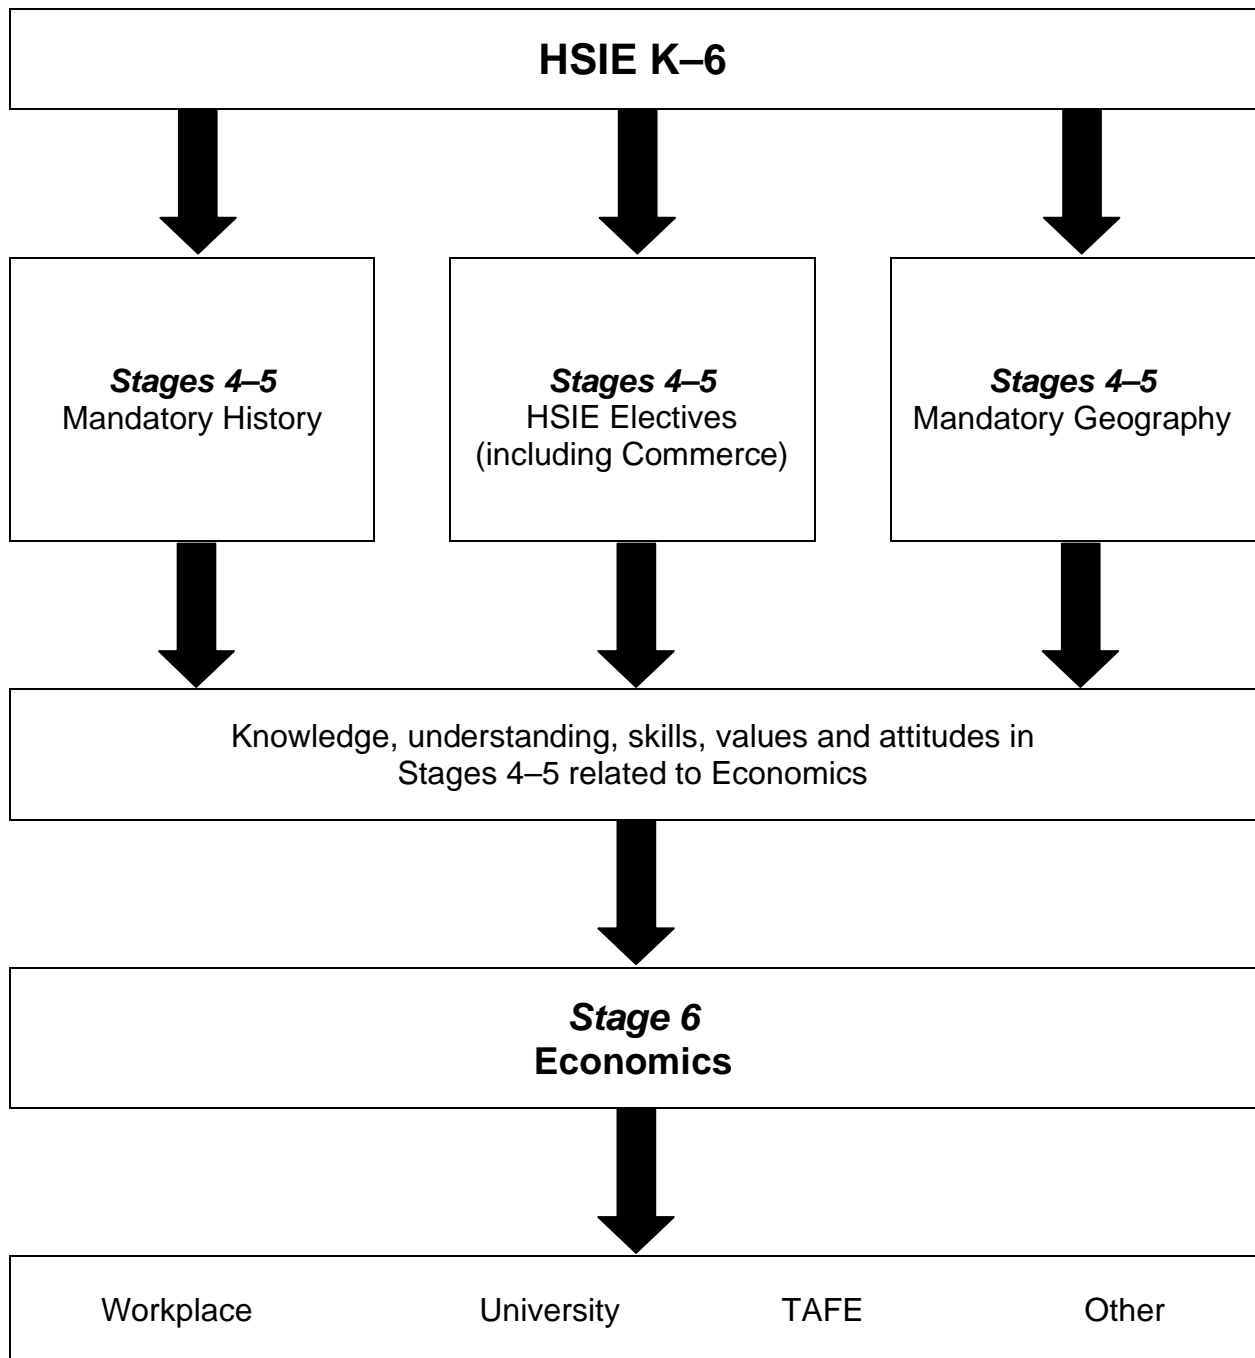 HSIE K–6
Stages 4–5
Mandatory History
Stages 4–5
HSIE Electives
(including Commerce)
Stages 4–5
Mandatory Geography
Knowledge, understanding, skills, values and attitudes in
Stages 4–5 related to Economics
Stage 6
Economics
Workplace University TAFE Other